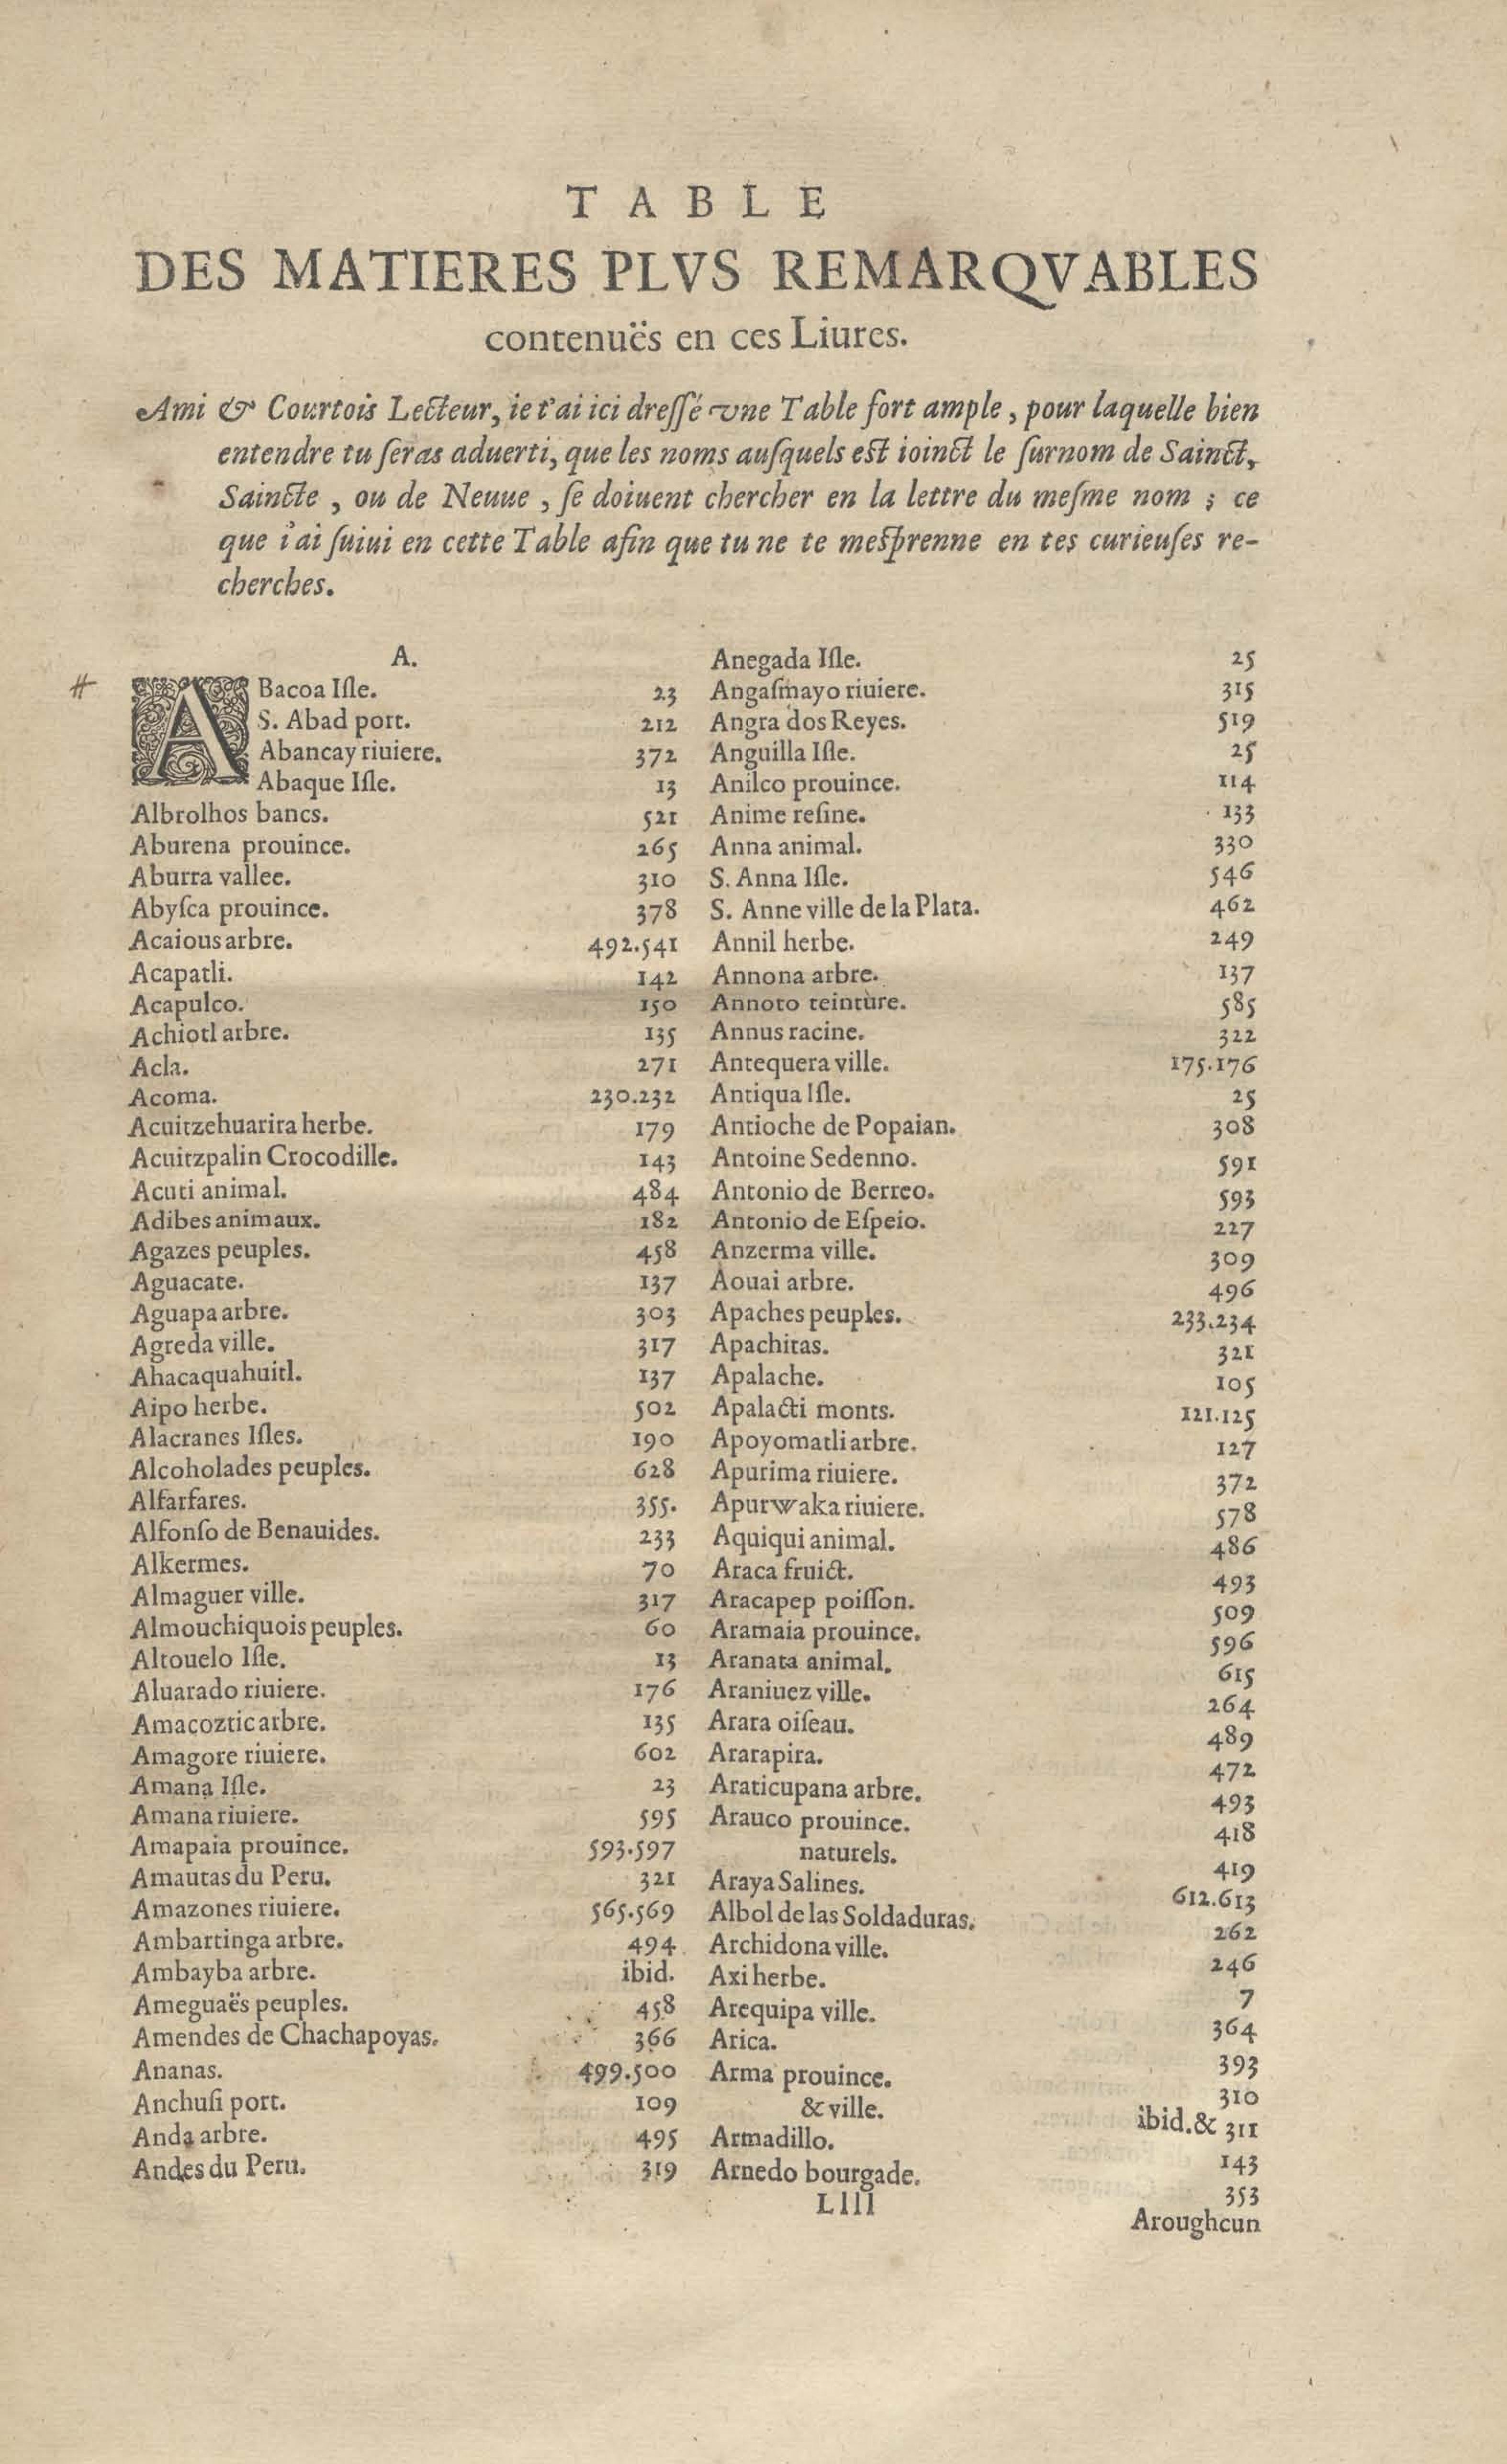 TABLE
DES MATIERES PLVS REMARQVABLES
contenuës en ces Liures.
Ami & Courtois Lecteur, ie t'ai ici dreſſé vne Table fort ample, pour laquelle bien
entendre tu ſeras aduerti, que les noms auſquels est ioinct le ſurnom de Sainct,
Saincte, ou de Neuue, ſe doiuent chercher en la lettre du meſme nom; ce
que i'ai ſuiui en cette Table afin que tu ne te meſprenne en tes curieuſes re-
cherches.
A.
ABacoa Iſle. 23
S. Abad port. 212
Abancay riuiere. 372
Abaque Iſle. 13
Albrolhos bancs. 521
Aburena prouince. 265
Aburra vallee. 310
Abyſca prouince. 378
Acaious arbre. 492.541
Acapatli. 142
Acapulco. 150
Achiotl arbre. 135
Acla. 271
Acoma. 230.232
Acuitzehuarira herbe. 179
Acuitzpalin Crocodille. 143
Acuti animal. 484
Adibes animaux. 182
Agazes peuples. 458
Aguacate. 137
Aguapa arbre. 303
Agreda ville. 317
Ahacaquahuitl. 137
Aipo herbe. 502
Alacranes Iſles. 190
Alcoholades peuples. 628
Alfarfares. 355.
Alfonſo de Benauides. 233
Alkermes. 70
Almaguer ville. 317
Almouchiquois peuples. 60
Altouelo Iſle. 13
Aluarado riuiere. 176
Amacoztic arbre. 135
Amagore riuiere. 602
Amana Iſle. 23
Amana riuiere. 595
Amapaia prouince. 593.597
Amautas du Peru. 321
Amazones riuiere. 565.569
Ambartinga arbre. 494
Ambayba arbre. ibid.
Ameguaës peuples. 458
Amendes de Chachapoyas. 366
Ananas. 499.500
Anchuſi port. 109
Anda arbre. 495
Andes du Peru. 319
Anegada Iſle. 25
Angaſmayo riuiere. 315
Angra dos Reyes. 519
Anguilla Iſle. 25
Anilco prouince. 114
Anime reſine. 133
Anna animal. 330
S. Anna Iſle. 546
S. Anne ville de la Plata. 462
Annil herbe. 249
Annona arbre. 137
Annoto teinture. 585
Annus racine. 322
Antequera ville. 175.176
Antiqua Iſle. 25
Antioche de Popaian. 308
Antoine Sedenno. 591
Antonio de Berreo. 593
Antonio de Eſpeio. 227
Anzerma ville. 309
Aouai arbre. 496
Apaches peuples. 233.234
Apachitas. 321
Apalache. 105
Apalacti monts. 121.125
Apoyomatli arbre. 127
Apurima riuiere. 372
Apurwaka riuiere. 578
Aquiqui animal. 486
Araca fruict. 493
Aracapep poiſſon. 509
Aramaia prouince. 596
Aranata animal. 615
Araniuez ville. 264
Arara oiſeau. 489
Ararapira. 472
Araticupana arbre. 493
Arauco prouince. 418
naturels. 419
Araya Salines. 612.613
Albol de las Soldaduras. 262
Archidona ville. 246
Axi herbe. 7
Arequipa ville. 364
Arica. 393
Arma prouince. 310
& ville. ibid. & 311
Armadillo. 143
Arnedo bourgade. 353
Llll
Aroughcun